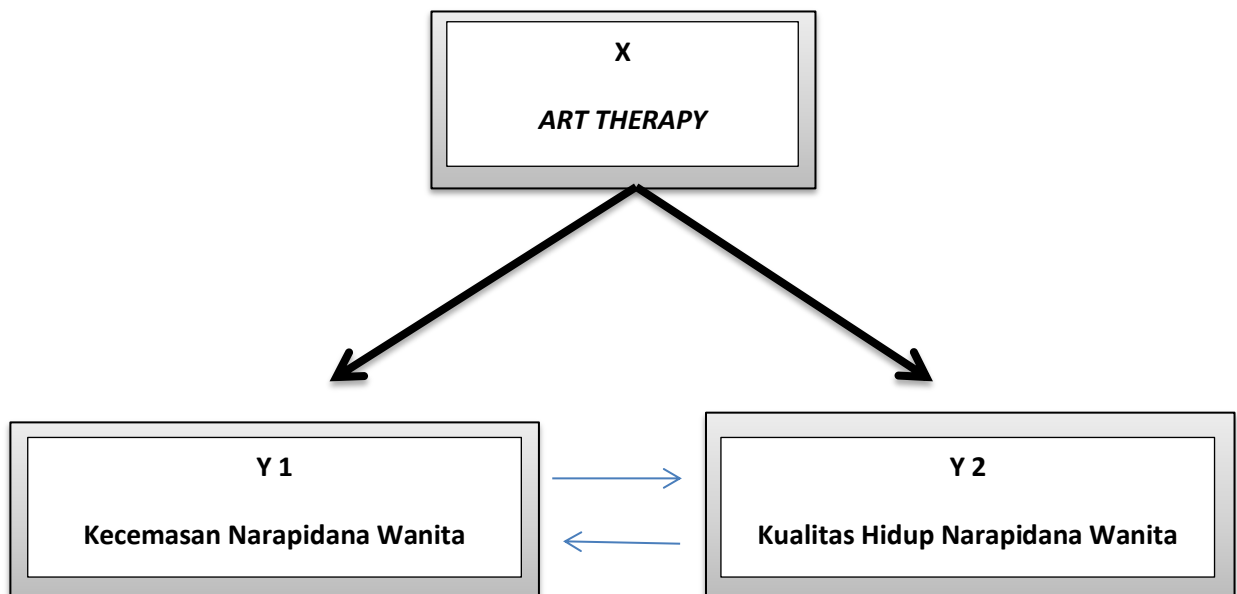 X
ART THERAPY
Y 1
Kecemasan Narapidana Wanita
Y 2
Kualitas Hidup Narapidana Wanita